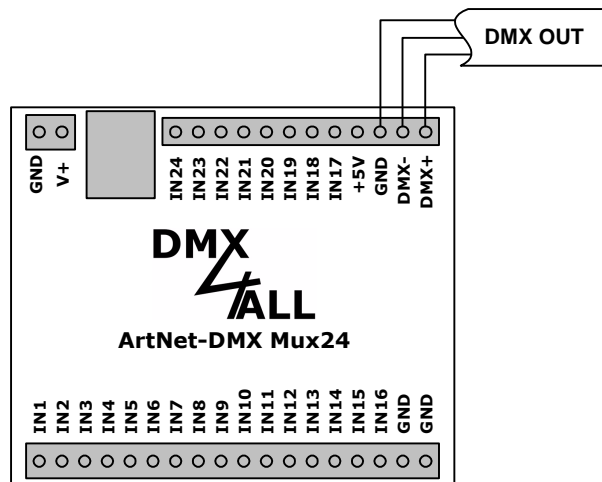 DMX OUT
GND
V+
IN24
IN23
IN22
IN21
IN20
IN19
IN18
IN17
+5V
GND
DMX-
DMX+
DMX
4
ALL
ArtNet-DMX Mux24
IN1
IN2
IN3
IN4
IN5
IN6
IN7
IN8
IN9
IN10
IN11
IN12
IN13
IN14
IN15
IN16
GND
GND